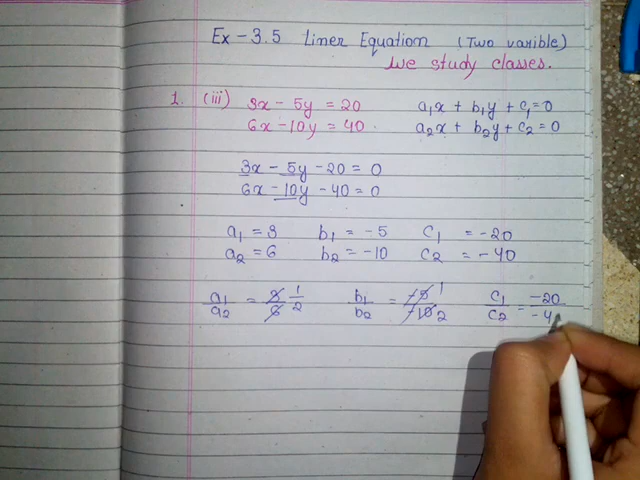 Ex - 3.5 Liner Equation (Two varible)
We study classes.
1. (iii) 3x - 5y = 20 a₁x + b₁y + c₁ = 0
6x - 10y = 40 a₂x + b₂y + c₂ = 0
3x - 5y - 20 = 0
6x - 10y - 40 = 0
a₁ = 3 b₁ = -5 c₁ = -20
a₂ = 6 b₂ = -10 c₂ = -40
a₁/a₂ = 3/6 1/2 b₁/b₂ = -5/-10 1/2 c₁/c₂ = -20/-4